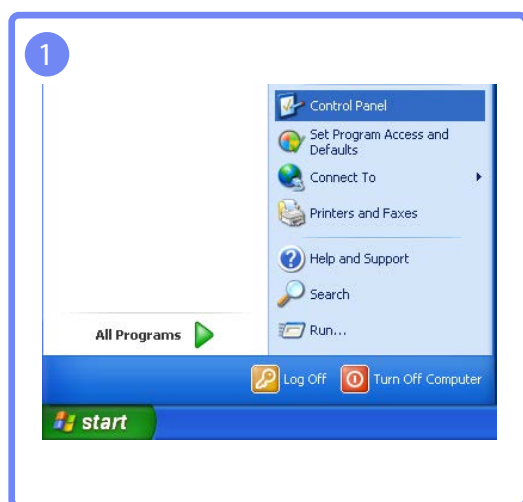 1
Control Panel
Set Program Access and
Defaults
Connect To
Printers and Faxes
Help and Support
Search
Run...
All Programs
Log Off
Turn Off Computer
start